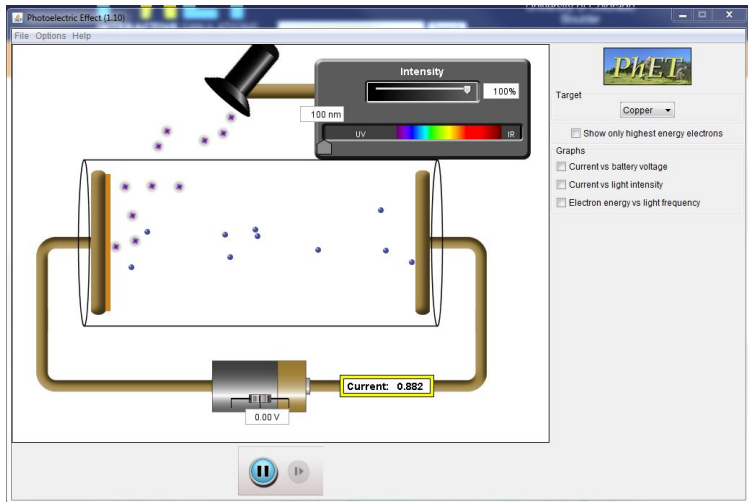 Photoelectric Effect (1.10)
File Options Help
Intensity
100%
100 nm
UV
IR
PhET
Target
Copper
Show only highest energy electrons
Graphs
Current vs battery voltage
Current vs light intensity
Electron energy vs light frequency
Current: 0.882
0.00 V